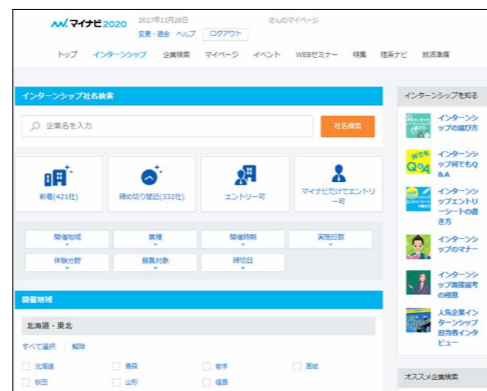 マイナビ2020
2017年12月28日
さんのマイページ
変更・退会 ヘルプ ログアウト
トップ インターンシップ 企業検索 マイページ イベント WEBセミナー 特集 理系ナビ 就活準備
インターンシップ社名検索
企業名を入力
社名検索
新着(421社)
締め切り間近(332社)
エントリー可
マイナビだけでエントリ
ー可
開催地域 業種 開催時期 実施日数
体験分野 募集対象 締切日
開催地域
北海道・東北
すべて選択 解除
北海道 青森 岩手 宮城
秋田 山形 福島
インターンシップを知る
インターンシ
ップの選び方
何でも
Q&A
インターンシ
ップ何でもQ
&A
インターンシ
ップエントリ
ーシートの書
き方
インターンシ
ップのマナー
インターンシ
ップ面接選考
の極意
人気企業イン
ターンシップ
担当者インタ
ビュー
オススメ企業検索